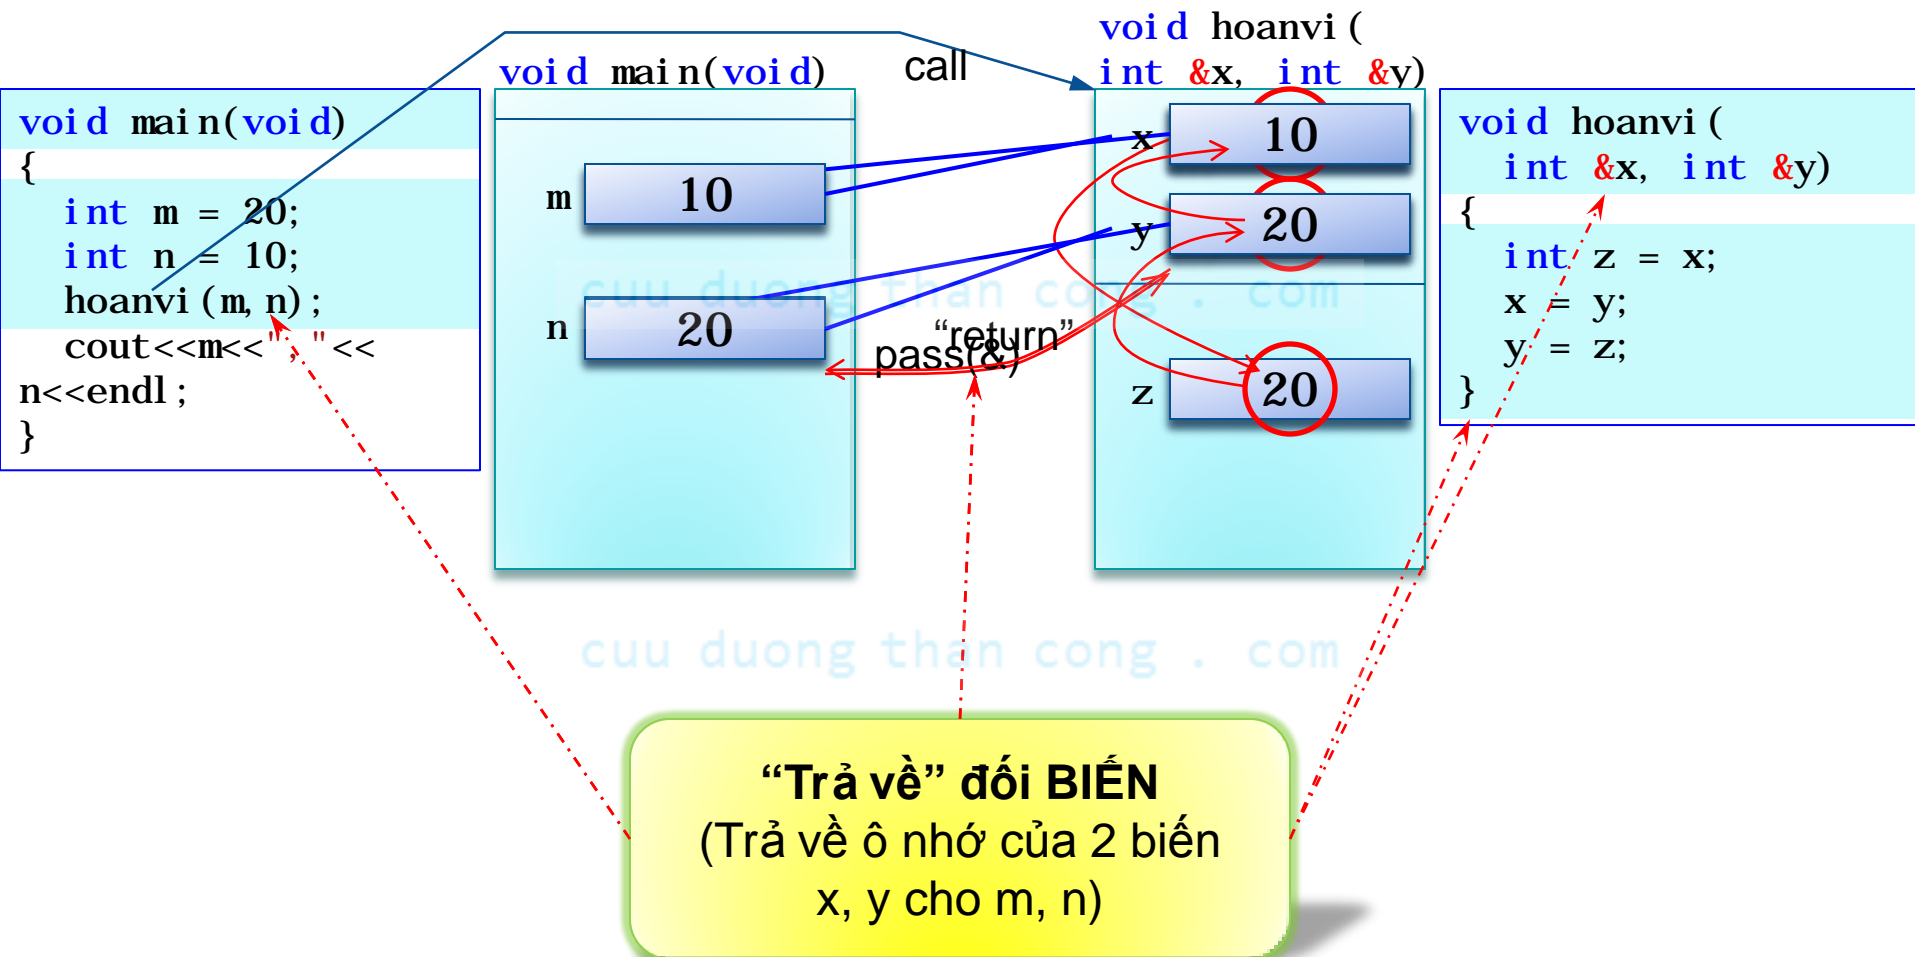 void main(void)
{
int m = 20;
int n = 10;
hoanvi(m,n);
cout<<m<<","<<
n<<endl;
}
void main(void)
m 10
n 20
call
“return”
pass(&)
void hoanvi(
int &x, int &y)
x 10
y 20
z 20
void hoanvi(
int &x, int &y)
{
int z = x;
x = y;
y = z;
}
cuu duong than cong . com
cuu duong than cong . com
“Trả về” đối BIẾN
(Trả về ô nhớ của 2 biến
x, y cho m, n)